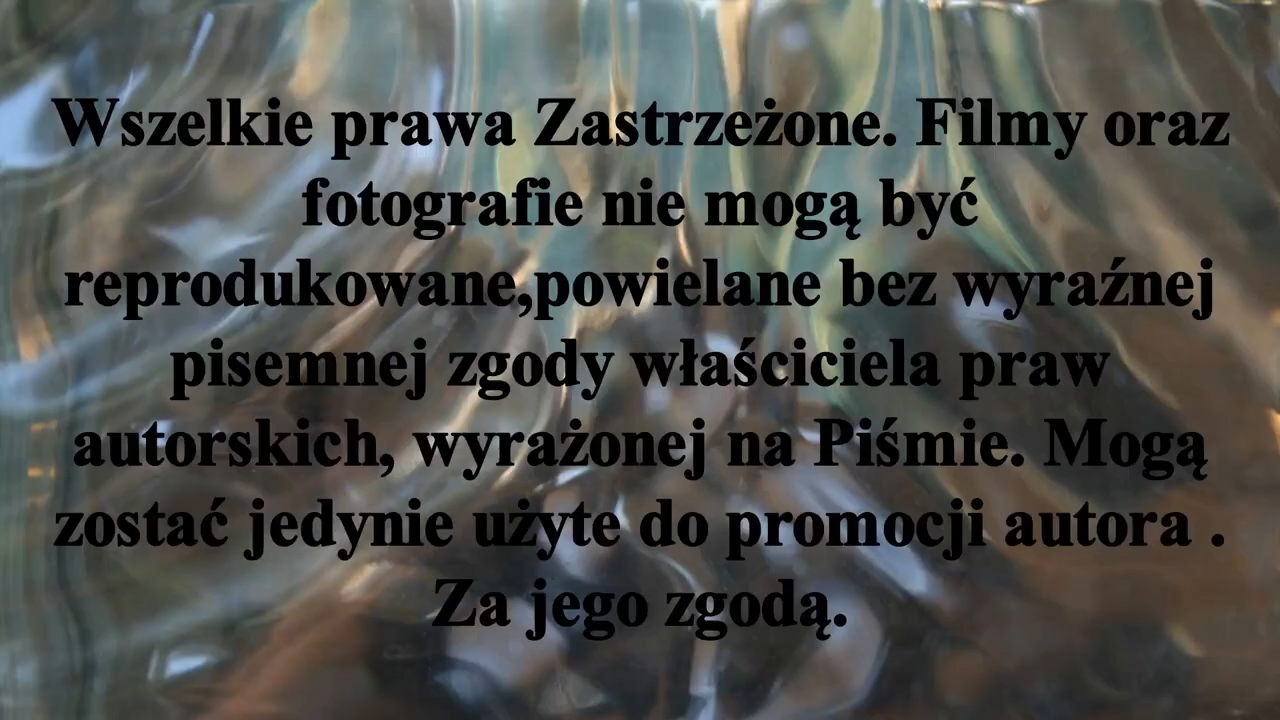 Wszelkie prawa Zastrzeżone. Filmy oraz
fotografie nie mogą być
reprodukowane,powielane bez wyraźnej
pisemnej zgody właściciela praw
autorskich, wyrażonej na Piśmie. Mogą
zostać jedynie użyte do promocji autora .
Za jego zgodą.